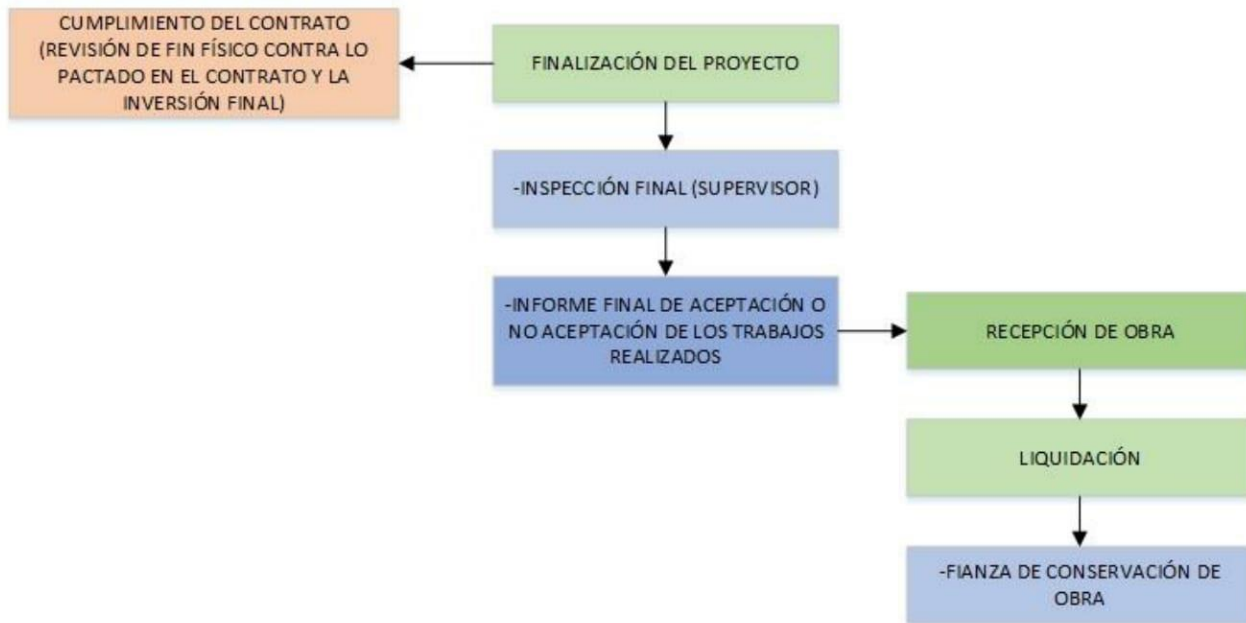 CUMPLIMIENTO DEL CONTRATO
(REVISIÓN DE FIN FÍSICO CONTRA LO
PACTADO EN EL CONTRATO Y LA
INVERSIÓN FINAL)
FINALIZACIÓN DEL PROYECTO
-INSPECCIÓN FINAL (SUPERVISOR)
-INFORME FINAL DE ACEPTACIÓN O
NO ACEPTACIÓN DE LOS TRABAJOS
REALIZADOS
RECEPCIÓN DE OBRA
LIQUIDACIÓN
-FIANZA DE CONSERVACIÓN DE
OBRA